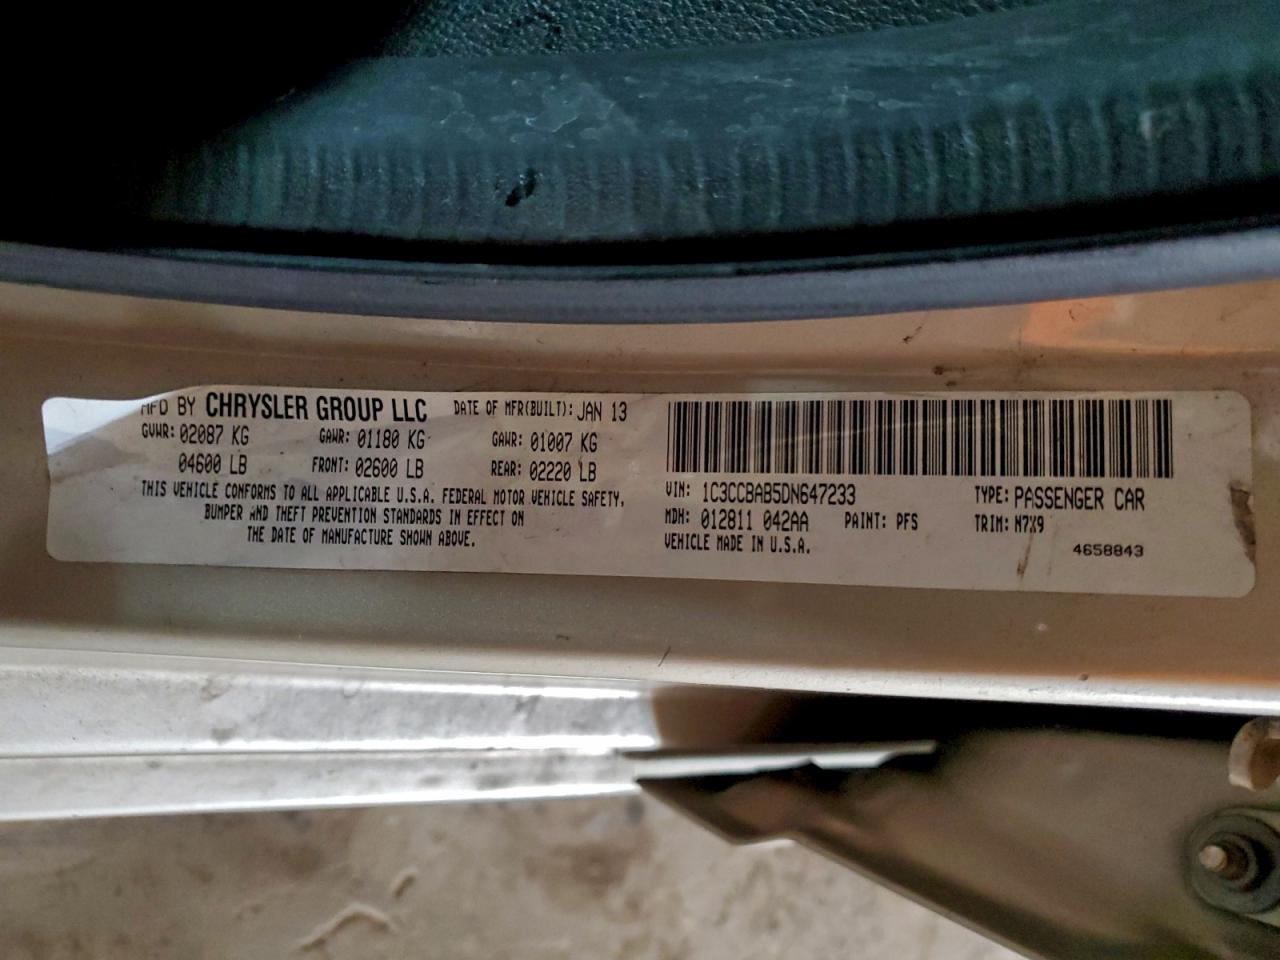 MFD BY CHRYSLER GROUP LLC DATE OF MFR(BUILT): JAN 13
GVWR: 02087 KG GAWR: 01180 KG GAWR: 01007 KG
04600 LB FRONT: 02600 LB REAR: 02220 LB
THIS VEHICLE CONFORMS TO ALL APPLICABLE U.S.A. FEDERAL MOTOR VEHICLE SAFETY,
BUMPER AND THEFT PREVENTION STANDARDS IN EFFECT ON
THE DATE OF MANUFACTURE SHOWN ABOVE.
VIN: 1C3CCBAB5DN647233 TYPE: PASSENGER CAR
MDH: 012811 042AA PAINT: PFS TRIM: N7X9
VEHICLE MADE IN U.S.A. 4658843